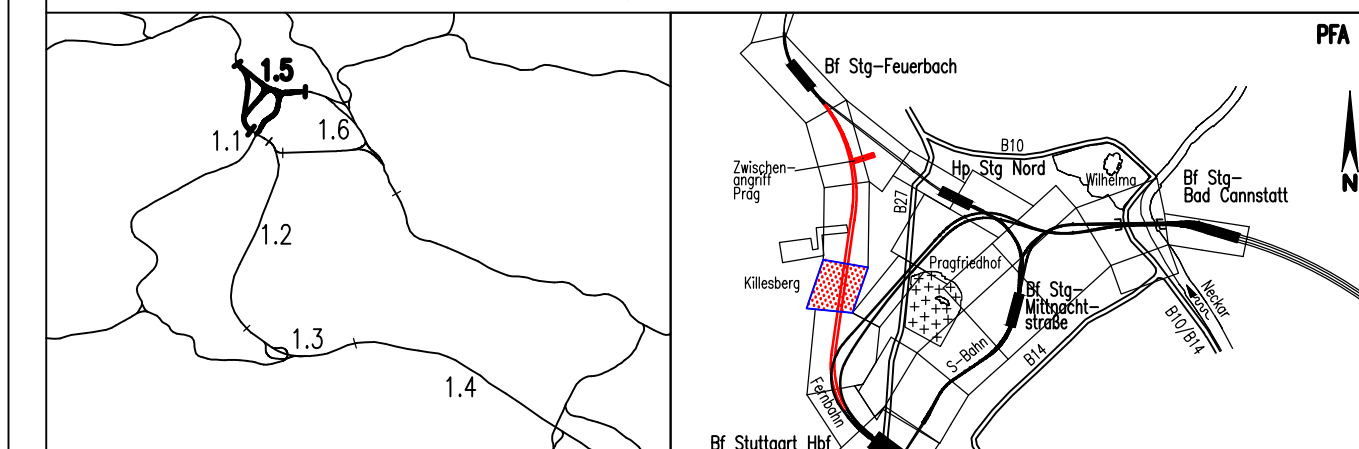 1.5
1.1
1.6
1.2
1.3
1.4
PFA
Bf Stg-Feuerbach
B10
Zwischen-
angriff
Prag
Hp Stg Nord
Wilhelma
Bf Stg-
Bad Cannstatt
B27
Killesberg
Pragfriedhof
Bf Stg-
Mittnacht-
straße
Neckar
B10/B14
S-Bahn
B14
Fernbahn
Bf Stuttgart Hbf
N